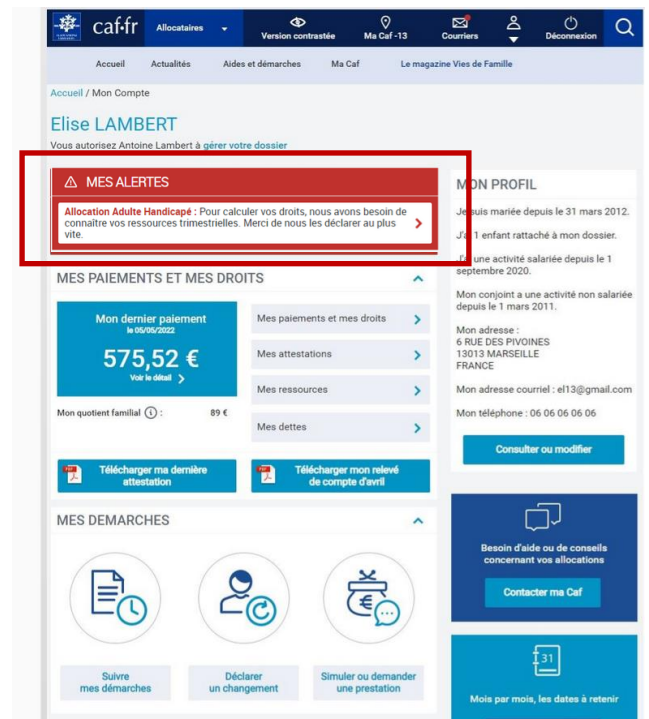 caf.fr
Allocataires
Version contrastée
Ma Caf -13
Courriers
Déconnexion
Accueil
Actualités
Aides et démarches
Ma Caf
Le magazine Vies de Famille
Accueil / Mon Compte
Elise LAMBERT
Vous autorisez Antoine Lambert à gérer votre dossier
MES ALERTES
Allocation Adulte Handicapé : Pour calculer vos droits, nous avons besoin de
connaître vos ressources trimestrielles. Merci de nous les déclarer au plus
vite.
MES PAIEMENTS ET MES DROITS
Mon dernier paiement
le 05/05/2022
575,52 €
Voir le détail
Mon quotient familial i :
89 €
Mes paiements et mes droits
Mes attestations
Mes ressources
Mes dettes
PDF
Télécharger ma dernière
attestation
PDF
Télécharger mon relevé
de compte d'avril
MES DEMARCHES
Suivre
mes démarches
Déclarer
un changement
Simuler ou demander
une prestation
MON PROFIL
Je suis mariée depuis le 31 mars 2012.
J'ai 1 enfant rattaché à mon dossier.
J'ai une activité salariée depuis le 1
septembre 2020.
Mon conjoint a une activité non salariée
depuis le 1 mars 2011.
Mon adresse :
6 RUE DES PIVOINES
13013 MARSEILLE
FRANCE
Mon adresse courriel : el13@gmail.com
Mon téléphone : 06 06 06 06 06
Consulter ou modifier
Besoin d'aide ou de conseils
concernant vos allocations
Contacter ma Caf
31
Mois par mois, les dates à retenir